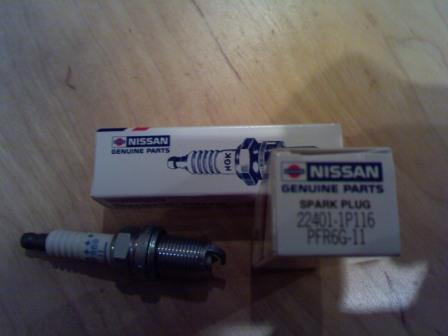 NISSAN
GENUINE PARTS
NGK
NISSAN
GENUINE PARTS
SPARK PLUG
22401-1P116
PFR6G-11